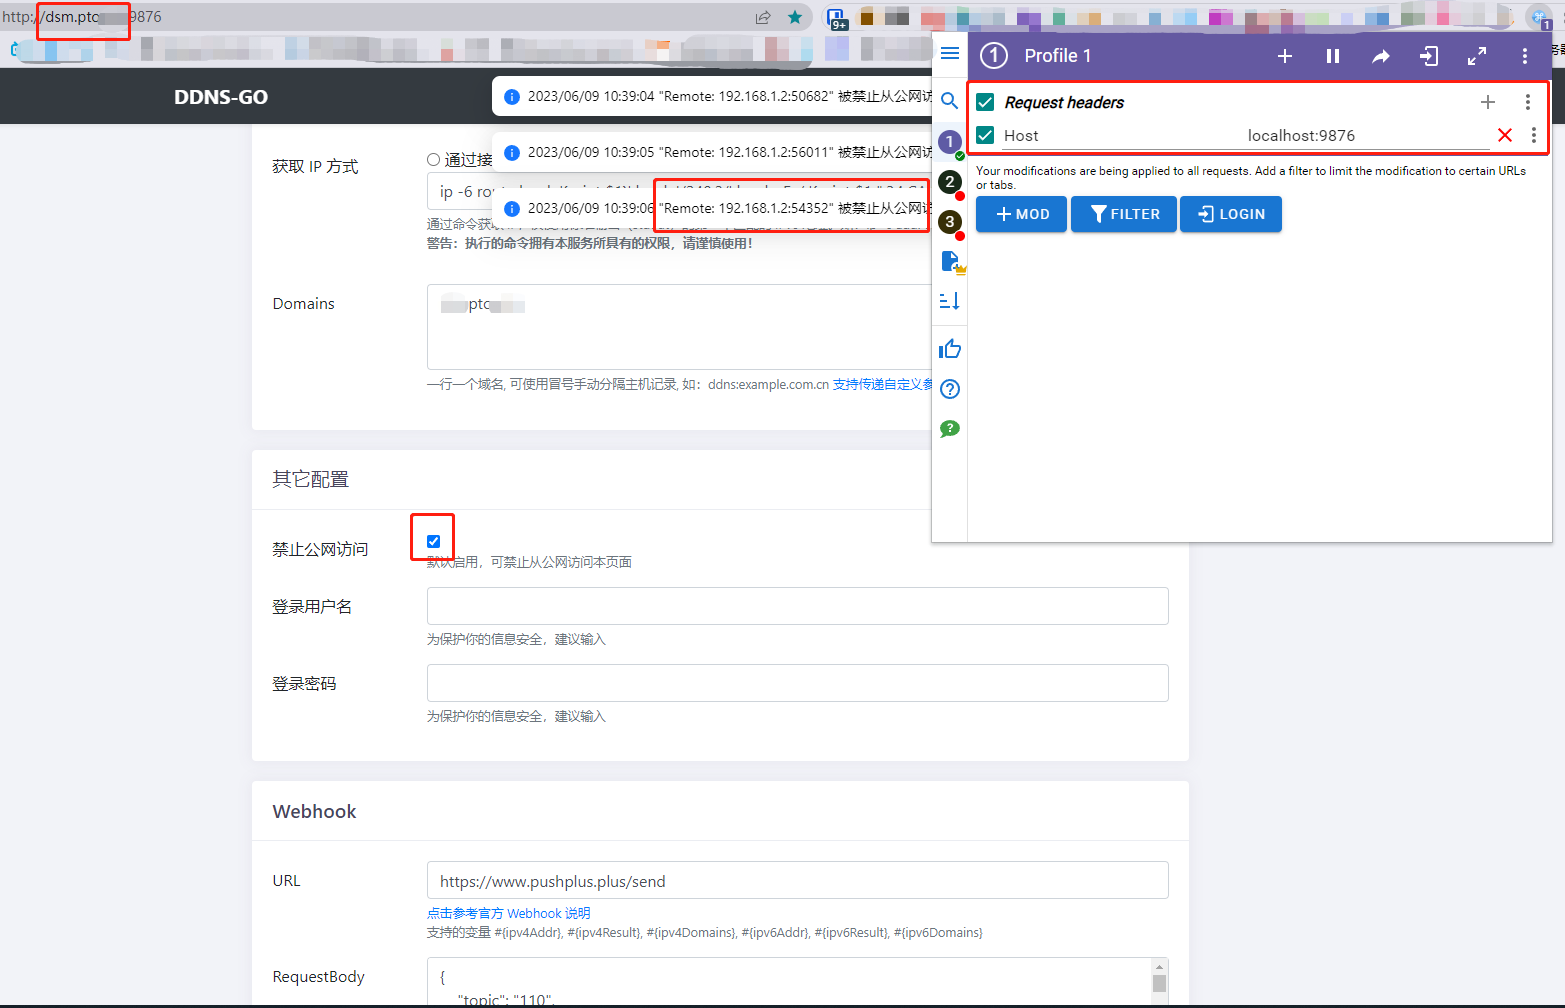 http://dsm.ptc 9876
9+
1
DDNS-GO
2023/06/09 10:39:04 "Remote: 192.168.1.2:50682" 被禁止从公网访
2023/06/09 10:39:05 "Remote: 192.168.1.2:56011" 被禁止从公网访
2023/06/09 10:39:06 "Remote: 192.168.1.2:54352" 被禁止从公网访
获取 IP 方式
通过接
ip -6 rou
通过命令获取
警告：执行的命令拥有本服务所具有的权限，请谨慎使用！
Domains
ptc
一行一个域名, 可使用冒号手动分隔主机记录, 如：ddns:example.com.cn 支持传递自定义参
其它配置
禁止公网访问
默认启用，可禁止从公网访问本页面
登录用户名
为保护你的信息安全，建议输入
登录密码
为保护你的信息安全，建议输入
Webhook
URL
https://www.pushplus.plus/send
点击参考官方 Webhook 说明
支持的变量 #{ipv4Addr}, #{ipv4Result}, #{ipv4Domains}, #{ipv6Addr}, #{ipv6Result}, #{ipv6Domains}
RequestBody
{
"topic": "110",
1 Profile 1
Request headers
Host localhost:9876
Your modifications are being applied to all requests. Add a filter to limit the modification to certain URLs
or tabs.
MOD
FILTER
LOGIN
1
2
3